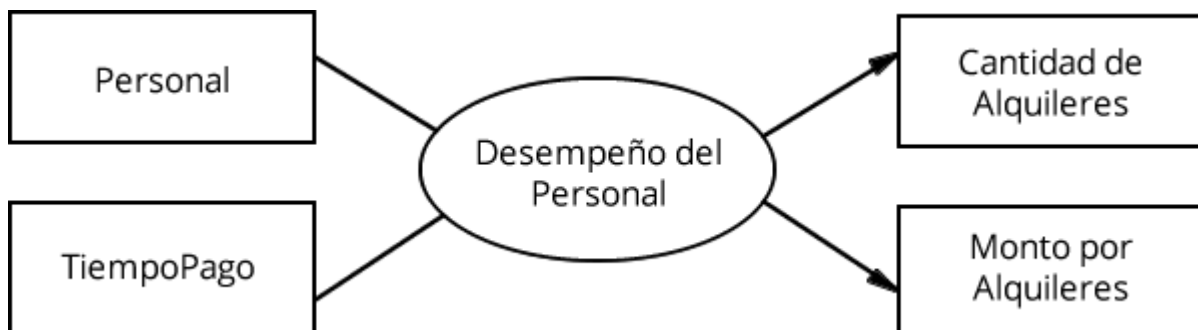 Personal
TiempoPago
Desempeño del
Personal
Cantidad de
Alquileres
Monto por
Alquileres